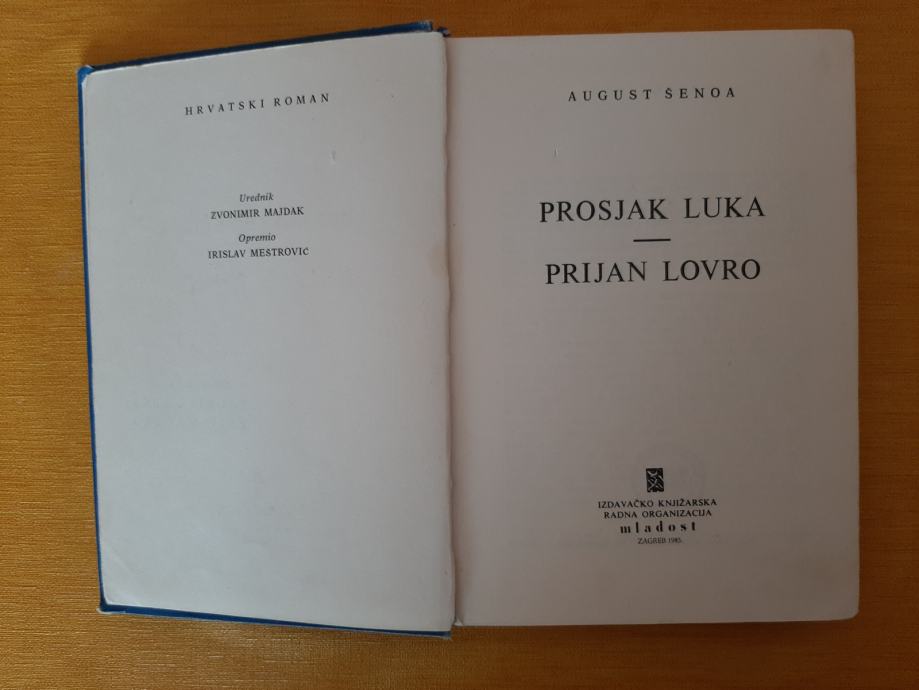 HRVATSKI ROMAN
Urednik
ZVONIMIR MAJDAK
Opremio
IRISLAV MEŠTROVIĆ
AUGUST ŠENOA
PROSJAK LUKA
PRIJAN LOVRO
IZDAVAČKO KNJIŽARSKA
RADNA ORGANIZACIJA
mladost
ZAGREB 1985.